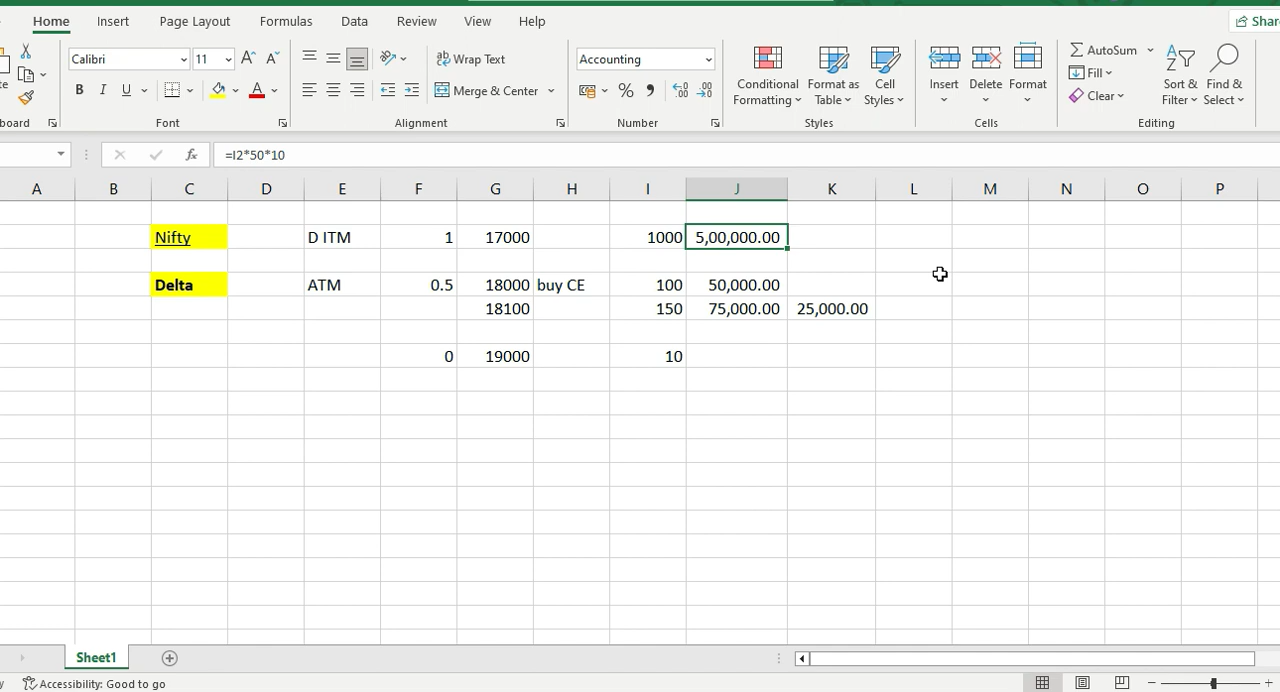 Home Insert Page Layout Formulas Data Review View Help
Calibri 11 Wrap Text Accounting
Conditional Formatting Format as Table Cell Styles Insert Delete Format AutoSum Fill Clear Sort & Filter Find & Select
B I U A Merge & Center % 9
Font Alignment Number Styles Cells Editing
fx =I2*50*10
A B C D E F G H I J K L M N O P
Nifty D ITM 1 17000 1000 5,00,000.00
Delta ATM 0.5 18000 buy CE 100 50,000.00
18100 150 75,000.00 25,000.00
0 19000 10
Sheet1
Accessibility: Good to go